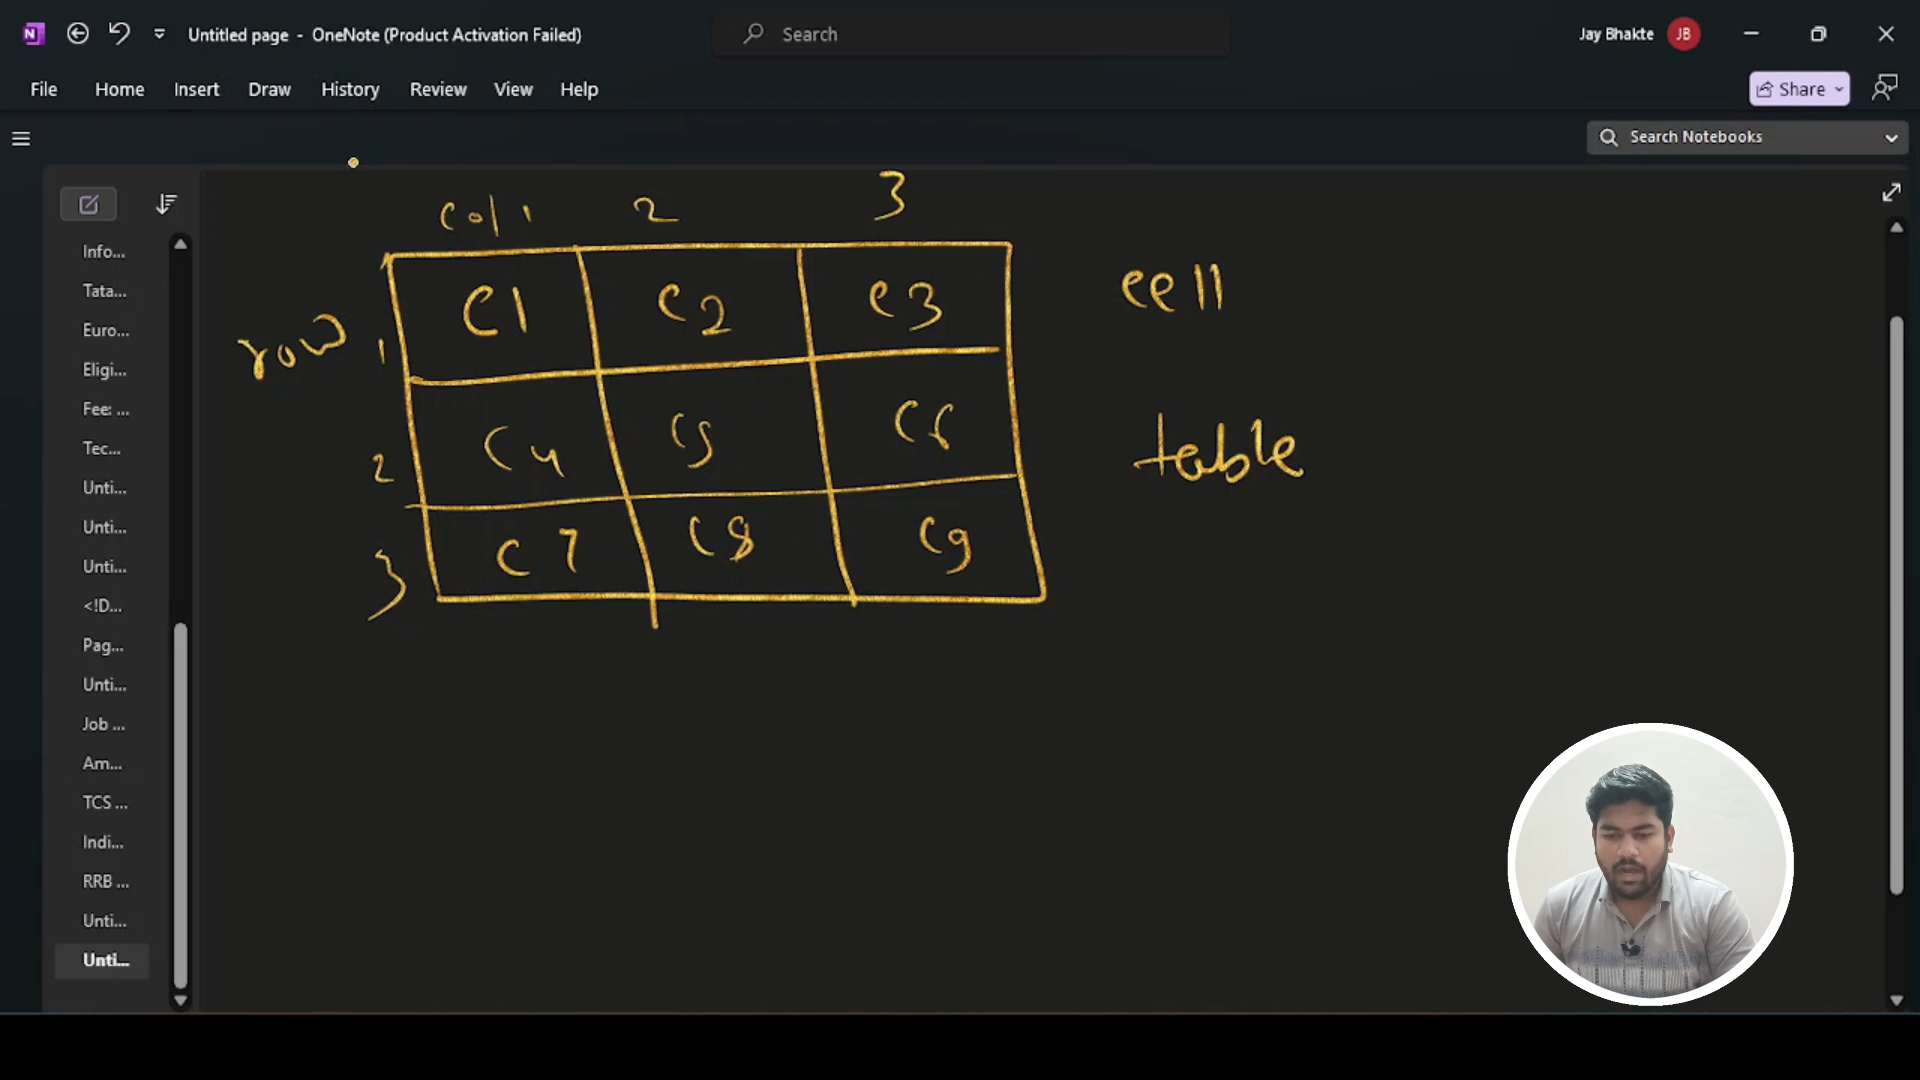 Untitled page - OneNote (Product Activation Failed)
Search
Jay Bhakte
JB
File Home Insert Draw History Review View Help
Share
Search Notebooks
Info...
Tata...
Euro...
Eligi...
Fee: ...
Tec...
Unti...
Unti...
Unti...
<!D...
Pag...
Unti...
Job ...
Am...
TCS ...
Indi...
RRB ...
Unti...
Unti...
col 1 2 3
row 1 C1 C2 C3
2 C4 C5 C6
3 C7 C8 C9
cell
table